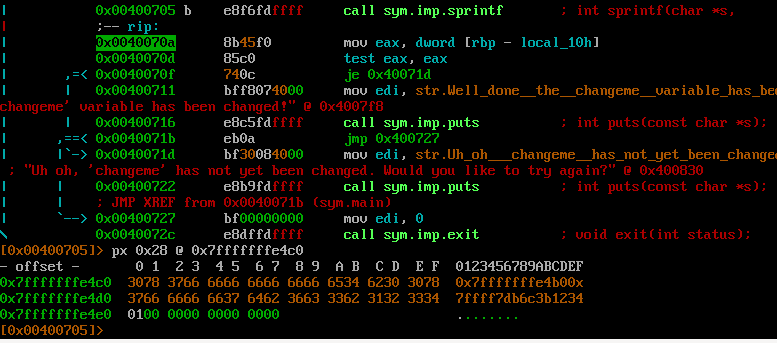 | 0x00400705 b e8f6fdffff call sym.imp.sprintf ; int sprintf(char *s,
| ;-- rip:
| 0x0040070a 8b45f0 mov eax, dword [rbp - local_10h]
| 0x0040070d 85c0 test eax, eax
| ,=< 0x0040070f 740c je 0x40071d
| | 0x00400711 bff8074000 mov edi, str.Well_done__the__changeme__variable_has_bee
changeme' variable has been changed!" @ 0x4007f8
| | 0x00400716 e8c5fdffff call sym.imp.puts ; int puts(const char *s);
| ,==< 0x0040071b eb0a jmp 0x400727
| |`-> 0x0040071d bf30084000 mov edi, str.Uh_oh___changeme__has_not_yet_been_change
; "Uh oh, 'changeme' has not yet been changed. Would you like to try again?" @ 0x400830
| | 0x00400722 e8b9fdffff call sym.imp.puts ; int puts(const char *s);
| | ; JMP XREF from 0x0040071b (sym.main)
| `--> 0x00400727 bf00000000 mov edi, 0
\ 0x0040072c e8dffdffff call sym.imp.exit ; void exit(int status);
[0x00400705]> px 0x28 @ 0x7fffffffe4c0
- offset - 0 1 2 3 4 5 6 7 8 9 A B C D E F 0123456789ABCDEF
0x7fffffffe4c0 3078 3766 6666 6666 6666 6534 6230 3078 0x7fffffffe4b00x
0x7fffffffe4d0 3766 6666 6637 6462 3663 3362 3132 3334 7ffff7db6c3b1234
0x7fffffffe4e0 0100 0000 0000 0000 ........
[0x00400705]>